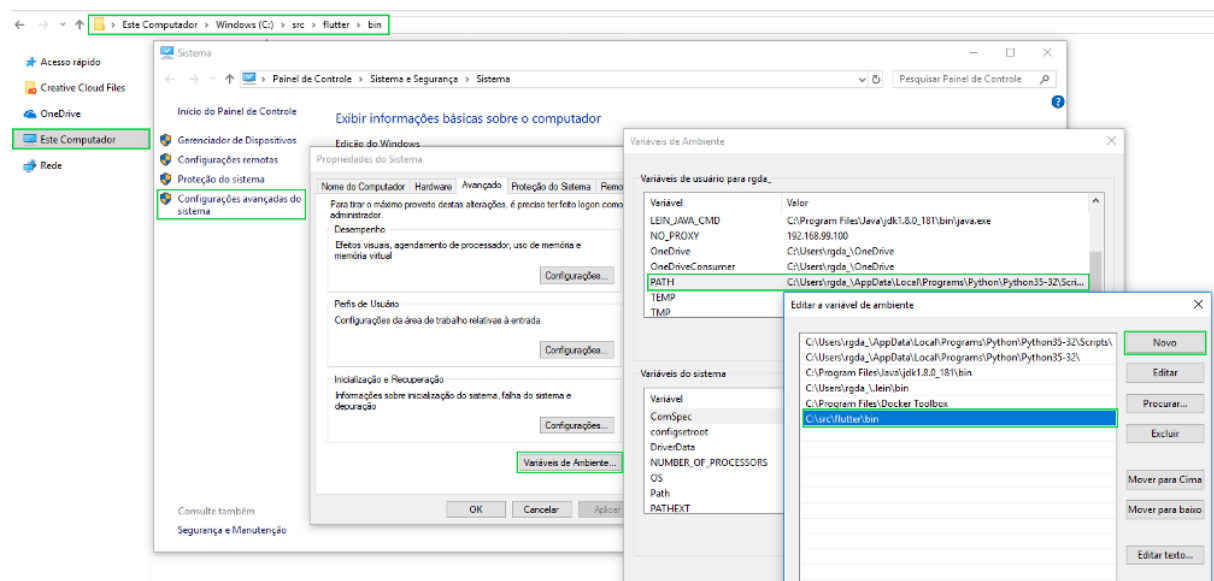 Este Computador > Windows (C:) > src > flutter > bin
Acesso rápido
Creative Cloud Files
OneDrive
Este Computador
Rede
Sistema
Painel de Controle > Sistema e Segurança > Sistema
Pesquisar Painel de Controle
Início do Painel de Controle
Gerenciador de Dispositivos
Configurações remotas
Proteção do sistema
Configurações avançadas do
sistema
Consulte também
Segurança e Manutenção
Exibir informações básicas sobre o computador
Edição do Windows
Propriedades do Sistema
Nome do Computador Hardware Avançado Proteção do Sistema Remo
Para tirar o máximo proveito destas alterações, é preciso ter feito logon como
administrador.
Desempenho
Efeitos visuais, agendamento de processador, uso de memória e
memória virtual
Configurações...
Perfis de Usuário
Configurações da área de trabalho relativas à entrada
Configurações...
Inicialização e Recuperação
Informações sobre inicialização do sistema, falha do sistema e
depuração
Configurações...
Variáveis de Ambiente...
OK Cancelar Aplicar
Variáveis de Ambiente
Variáveis de usuário para rgda_
Variável Valor
LEIN_JAVA_CMD C:\Program Files\Java\jdk1.8.0_181\bin\java.exe
NO_PROXY 192.168.99.100
OneDrive C:\Users\rgda_\OneDrive
OneDriveConsumer C:\Users\rgda_\OneDrive
PATH C:\Users\rgda_\AppData\Local\Programs\Python\Python35-32\Scri...
TEMP
TMP
Variáveis do sistema
Variável
ComSpec
configsetroot
DriverData
NUMBER_OF_PROCESSORS
OS
Path
PATHEXT
Editar a variável de ambiente
C:\Users\rgda_\AppData\Local\Programs\Python\Python35-32\Scripts\
C:\Users\rgda_\AppData\Local\Programs\Python\Python35-32\
C:\Program Files\Java\jdk1.8.0_181\bin
C:\Users\rgda_\.lein\bin
C:\Program Files\Docker Toolbox
C:\src\flutter\bin
Novo
Editar
Procurar...
Excluir
Mover para Cima
Mover para baixo
Editar texto...